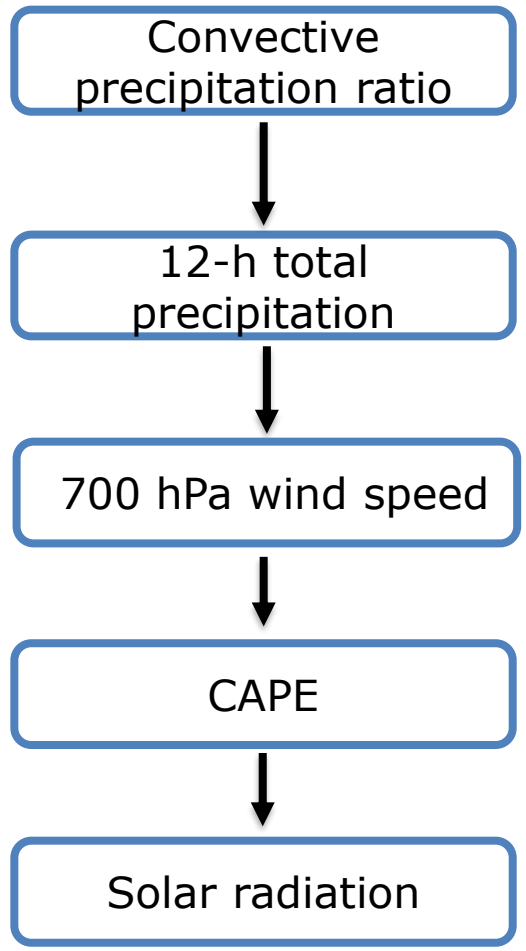 Convective
precipitation ratio
12-h total
precipitation
700 hPa wind speed
CAPE
Solar radiation